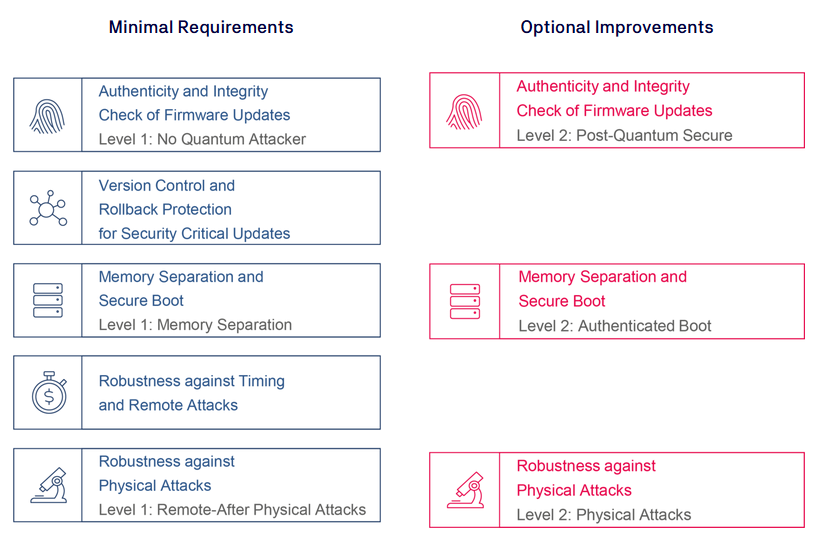 Minimal Requirements
Optional Improvements
Authenticity and Integrity
Check of Firmware Updates
Level 1: No Quantum Attacker
Authenticity and Integrity
Check of Firmware Updates
Level 2: Post-Quantum Secure
Version Control and
Rollback Protection
for Security Critical Updates
Memory Separation and
Secure Boot
Level 1: Memory Separation
Memory Separation and
Secure Boot
Level 2: Authenticated Boot
$
Robustness against Timing
and Remote Attacks
Robustness against
Physical Attacks
Level 1: Remote-After Physical Attacks
Robustness against
Physical Attacks
Level 2: Physical Attacks